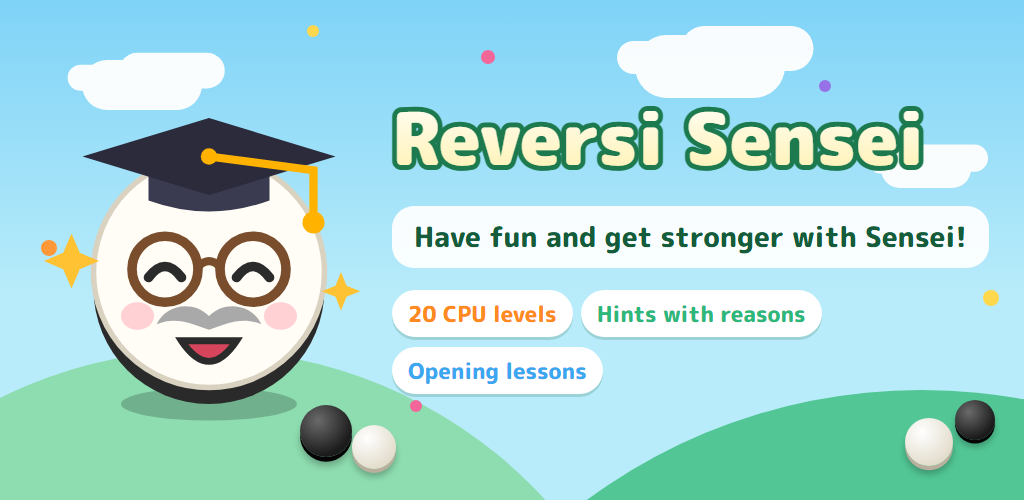 Reversi Sensei
Have fun and get stronger with Sensei!
20 CPU levels
Hints with reasons
Opening lessons